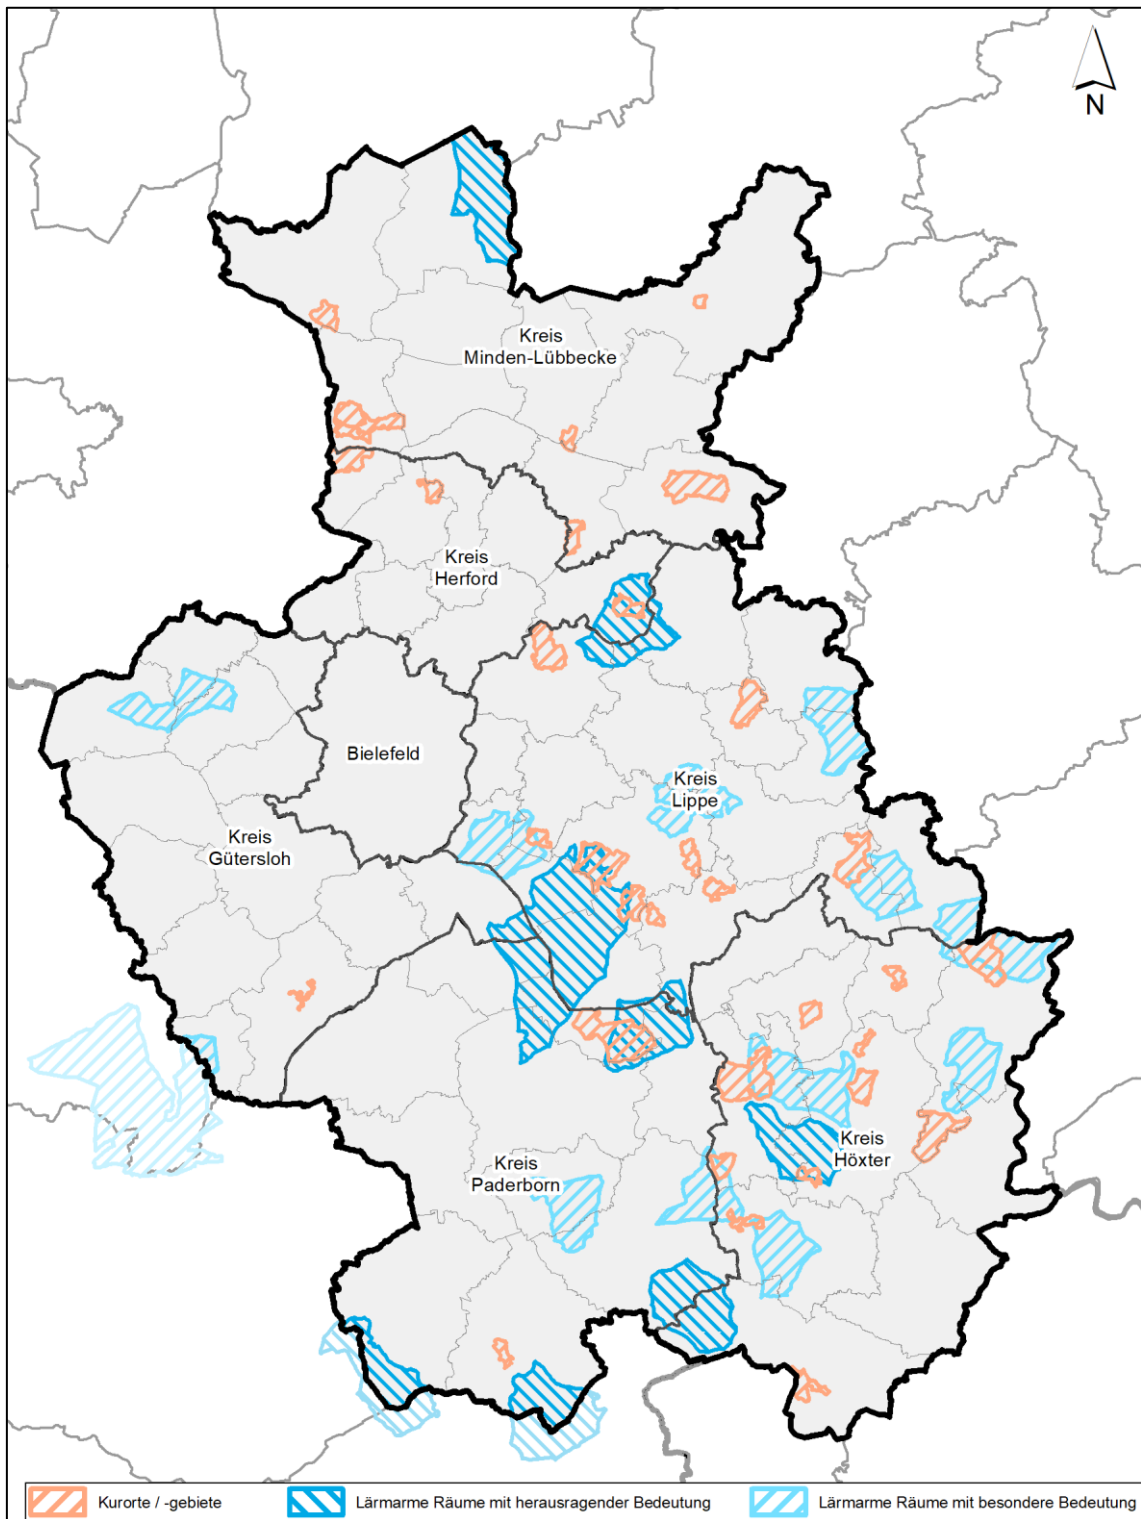 N
Kreis
Minden-Lübbecke
Kreis
Herford
Bielefeld
Kreis
Lippe
Kreis
Gütersloh
Kreis
Höxter
Kreis
Paderborn
Kurorte / -gebiete
Lärmarme Räume mit herausragender Bedeutung
Lärmarme Räume mit besondere Bedeutung